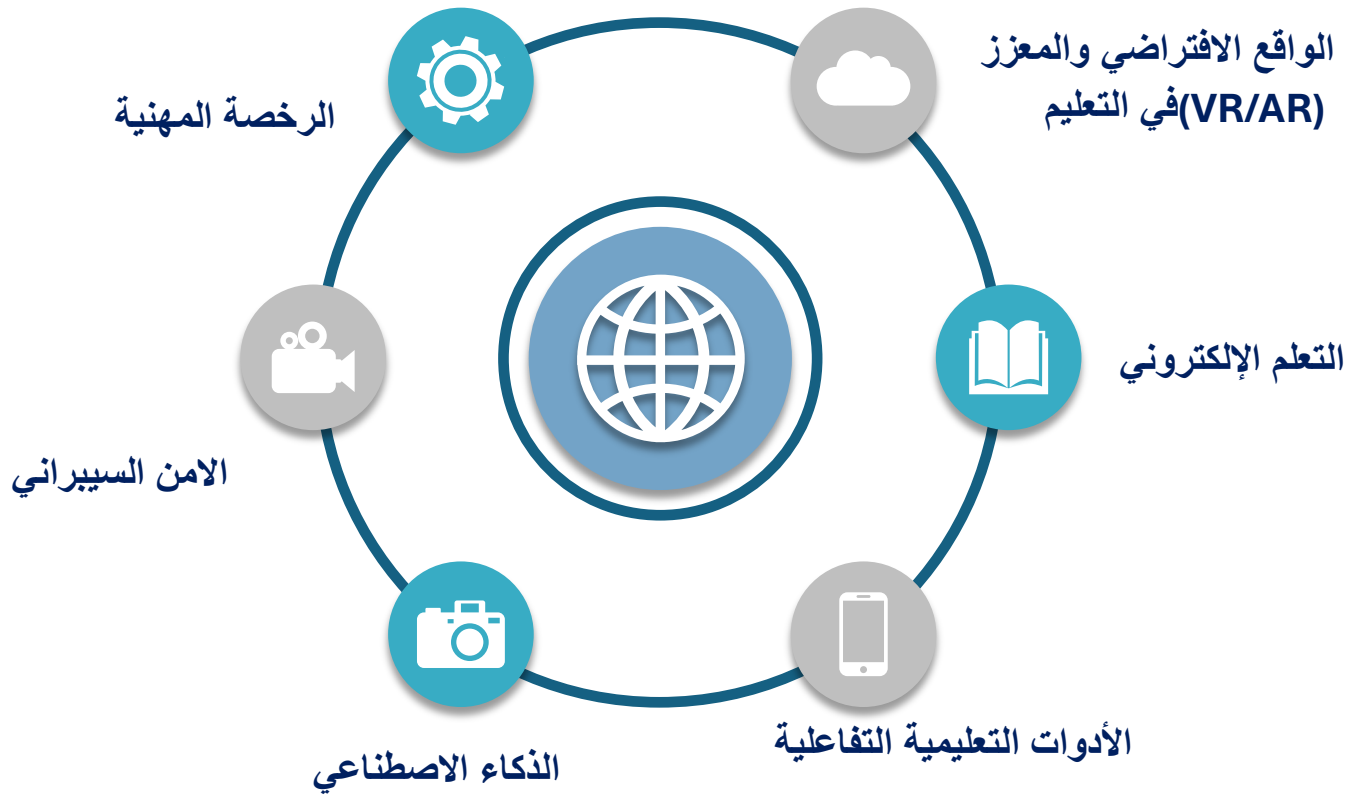 الواقع الافتراضي والمعزز
(VR/AR)في التعليم
الرخصة المهنية
التعلم الإلكتروني
الامن السيبراني
الأدوات التعليمية التفاعلية
الذكاء الاصطناعي